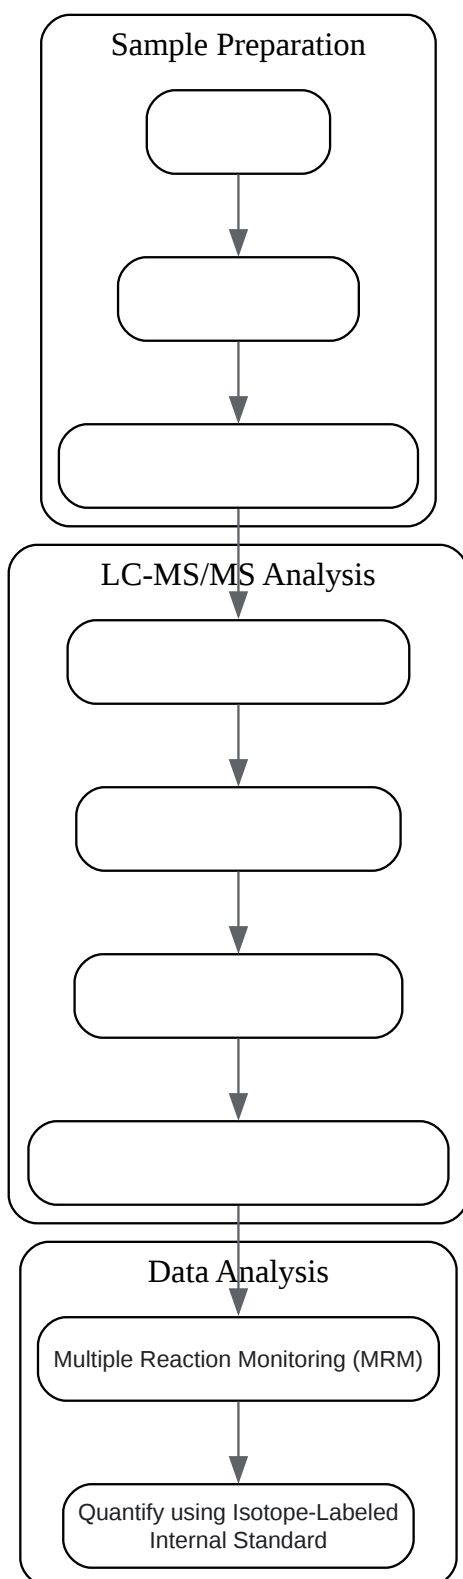 Sample Preparation
LC-MS/MS Analysis
Data Analysis
Multiple Reaction Monitoring (MRM)
Quantify using Isotope-Labeled
Internal Standard